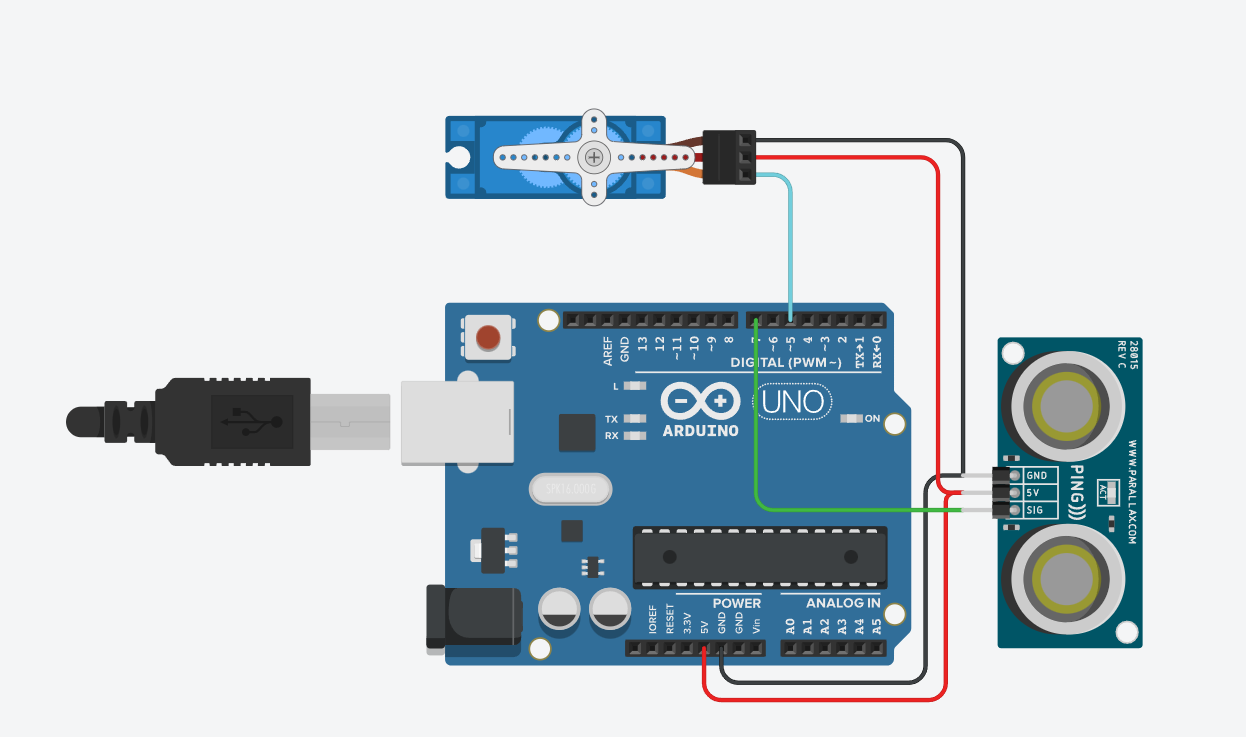 AREF
GND
13
12
~11
~10
~9
8
7
~6
~5
4
~3
2
TX→1
RX←0
DIGITAL (PWM~)
L
TX
RX
ARDUINO
UNO
ON
POWER
ANALOG IN
IOREF
RESET
3.3V
5V
GND
GND
Vin
A0
A1
A2
A3
A4
A5
28015
REV C
GND
5V
SIG
PING)))
ACT
WWW.PARALLAX.COM